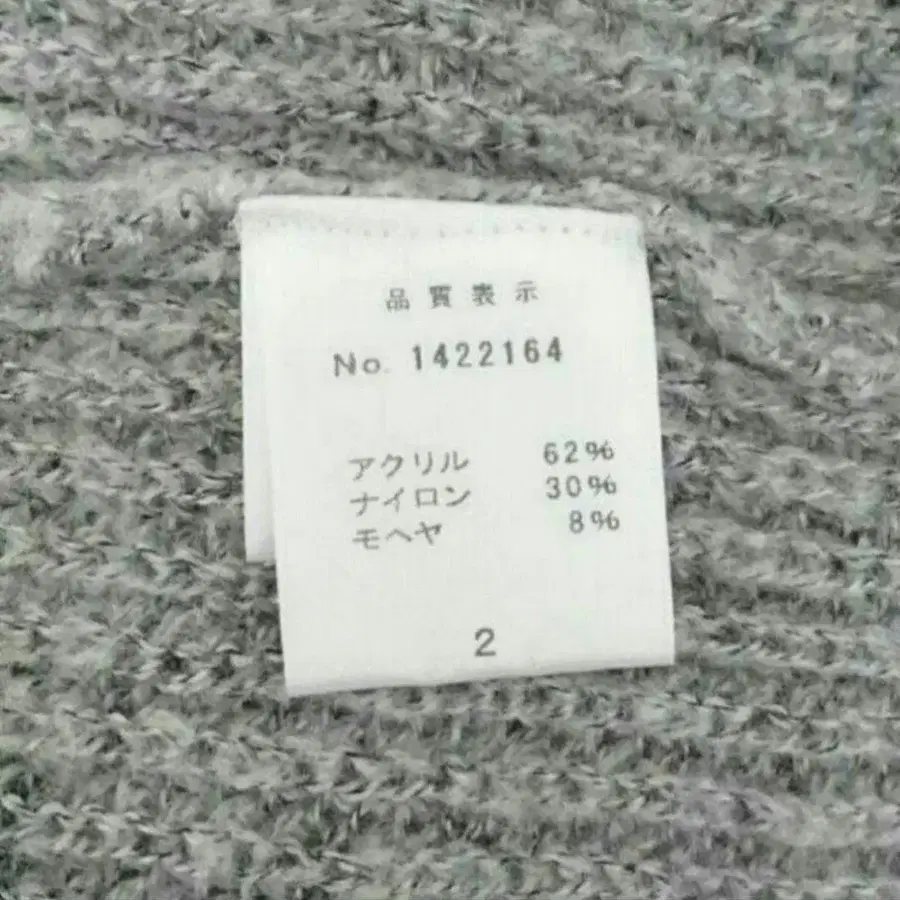 品質表示
No. 1422164
アクリル 62%
ナイロン 30%
モヘヤ 8%
2